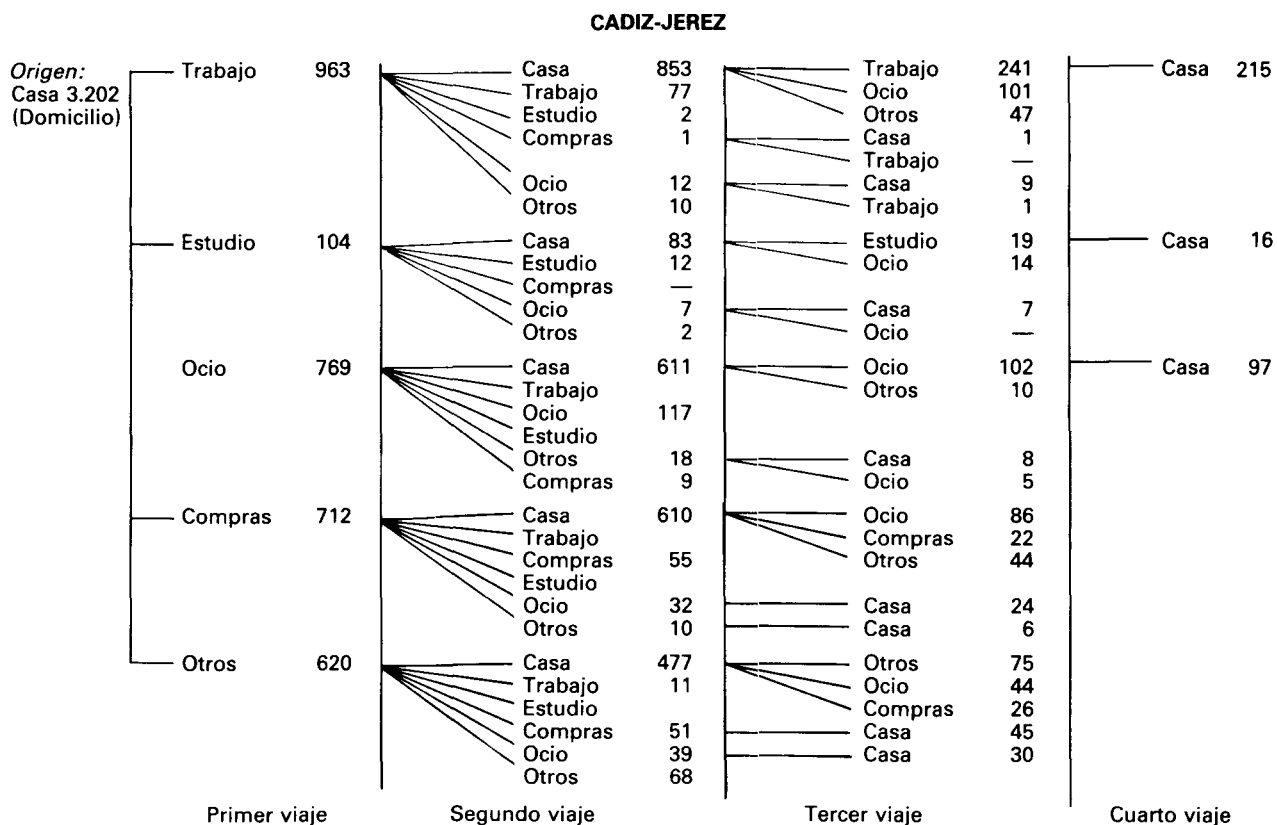 CADIZ-JEREZ
Origen: Trabajo 963 Casa 853 Trabajo 241 Casa 215
Casa 3.202 Trabajo 77 Ocio 101
(Domicilio) Estudio 2 Otros 47
Compras 1 Casa 1
Trabajo —
Ocio 12 Casa 9
Otros 10 Trabajo 1
Estudio 104 Casa 83 Estudio 19 Casa 16
Estudio 12 Ocio 14
Compras —
Ocio 7 Casa 7
Otros 2 Ocio —
Ocio 769 Casa 611 Ocio 102 Casa 97
Trabajo Otros 10
Ocio 117
Estudio
Otros 18 Casa 8
Compras 9 Ocio 5
Compras 712 Casa 610 Ocio 86
Trabajo Compras 22
Compras 55 Otros 44
Estudio
Ocio 32 Casa 24
Otros 10 Casa 6
Otros 620 Casa 477 Otros 75
Trabajo 11 Ocio 44
Estudio Compras 26
Compras 51 Casa 45
Ocio 39 Casa 30
Otros 68
Primer viaje Segundo viaje Tercer viaje Cuarto viaje